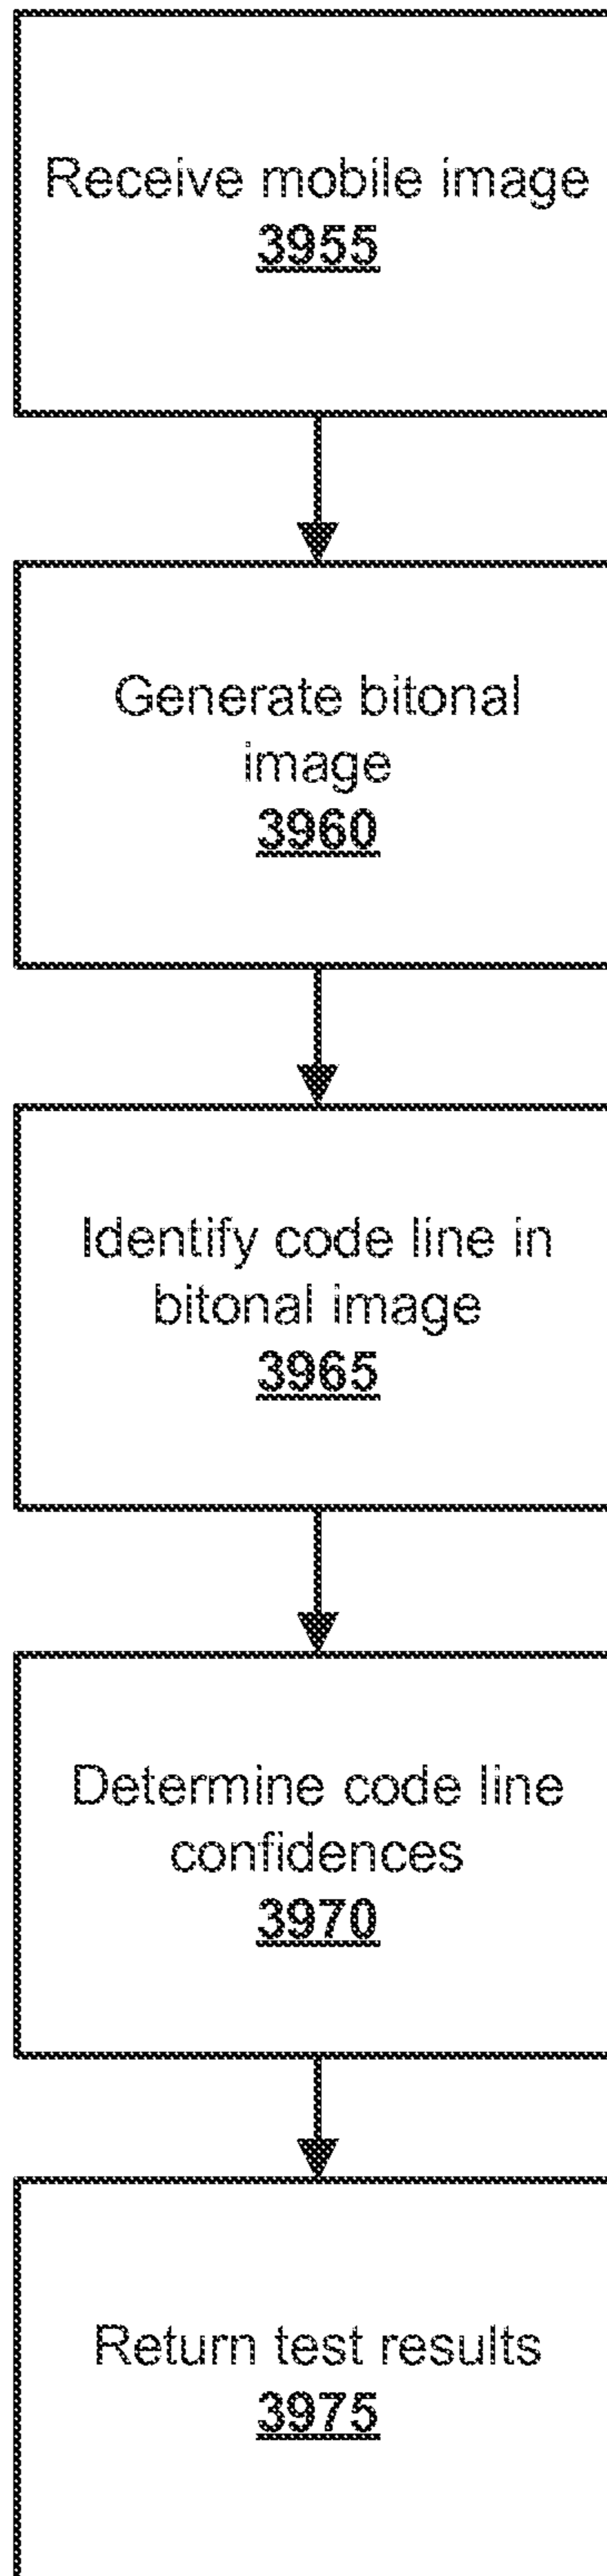 Receive mobile image
3955
Generate bitonal
image
3960
Identify code line in
bitonal image
3965
Determine code line
confidences
3970
Return test results
3975